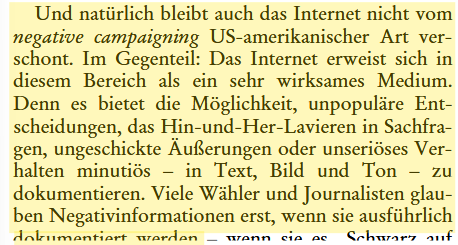 Und natürlich bleibt auch das Internet nicht vom
negative campaigning US-amerikanischer Art ver-
schont. Im Gegenteil: Das Internet erweist sich in
diesem Bereich als ein sehr wirksames Medium.
Denn es bietet die Möglichkeit, unpopuläre Ent-
scheidungen, das Hin-und-Her-Lavieren in Sachfra-
gen, ungeschickte Äußerungen oder unseriöses Ver-
halten minutiös – in Text, Bild und Ton – zu
dokumentieren. Viele Wähler und Journalisten glau-
ben Negativinformationen erst, wenn sie ausführlich
dokumentiert werden – wenn sie es „Schwarz auf